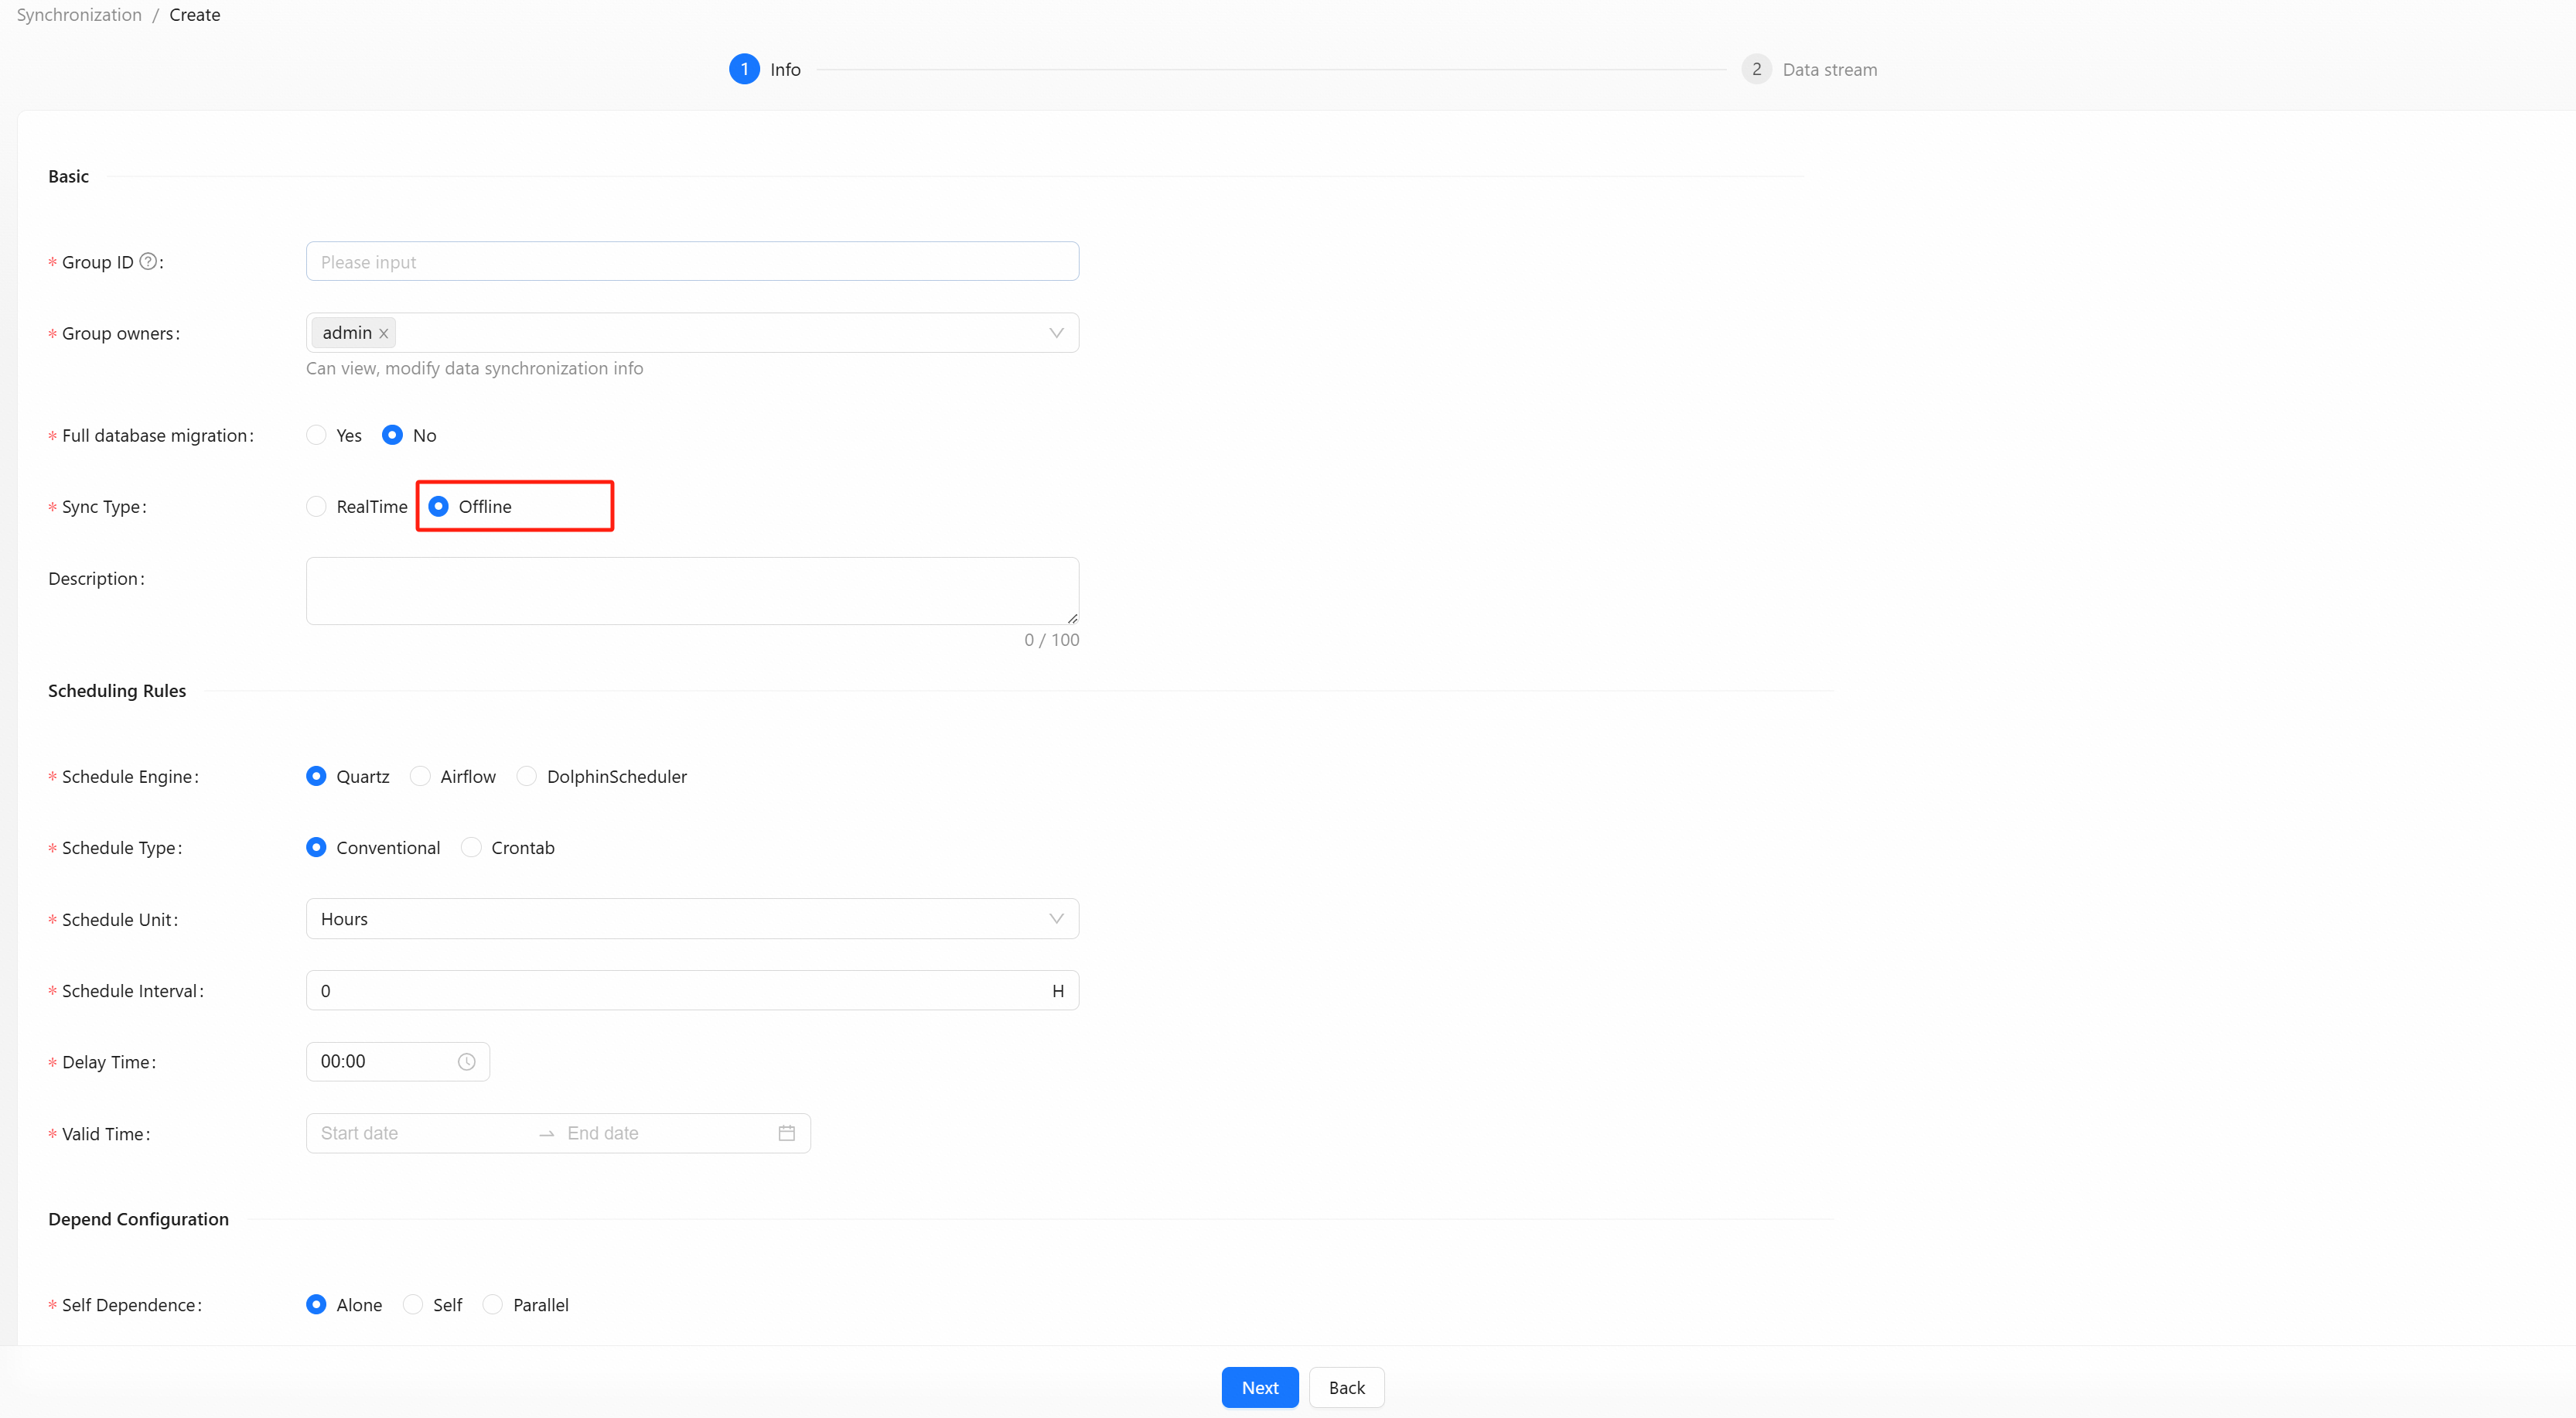 Synchronization / Create
1 Info 2 Data stream
Basic
* Group ID ? : Please input
* Group owners: admin ×
Can view, modify data synchronization info
* Full database migration: Yes No
* Sync Type: RealTime Offline
Description:
0 / 100
Scheduling Rules
* Schedule Engine: Quartz Airflow DolphinScheduler
* Schedule Type: Conventional Crontab
* Schedule Unit: Hours
* Schedule Interval: 0 H
* Delay Time: 00:00
* Valid Time: Start date → End date
Depend Configuration
* Self Dependence: Alone Self Parallel
Next Back